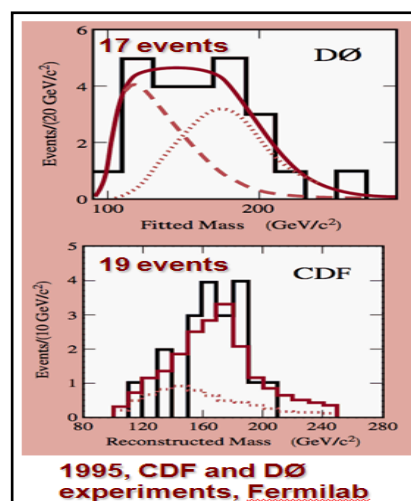 6
17 events
DØ
4
2
0
Events/(20 GeV/c²)
100
200
Fitted Mass (GeV/c²)
5
19 events
CDF
4
3
2
1
0
Events/(10 GeV/c²)
80
120
160
200
240
280
Reconstructed Mass (GeV/c²)
1995, CDF and DØ
experiments, Fermilab